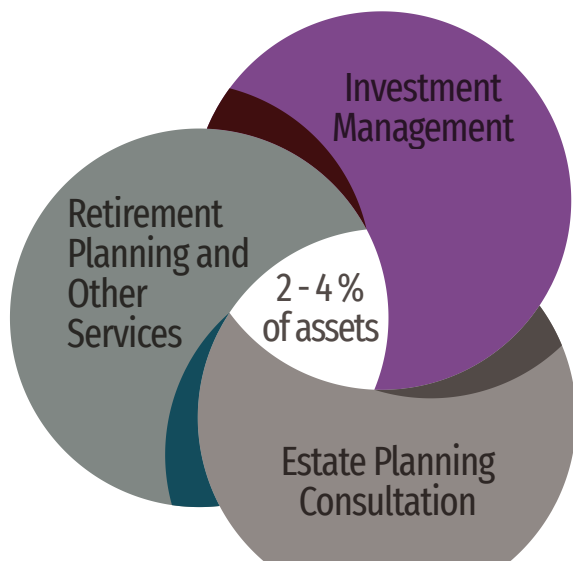 Investment
Management
Retirement
Planning and
Other
Services
2 - 4 %
of assets
Estate Planning
Consultation